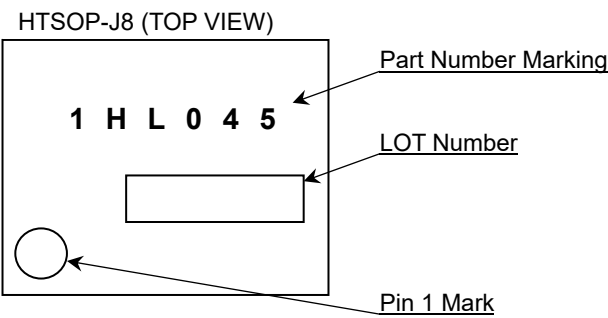 HTSOP-J8 (TOP VIEW)
Part Number Marking
1 H L 0 4 5
LOT Number
Pin 1 Mark